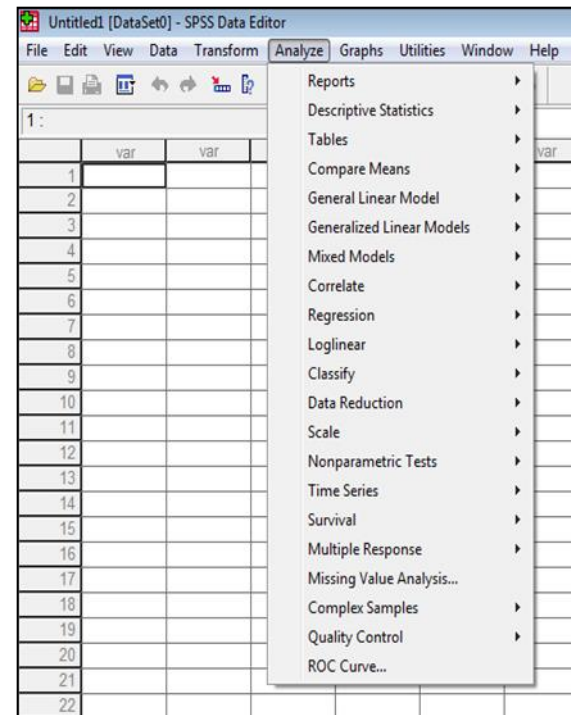 Untitled1 [DataSet0] - SPSS Data Editor
File Edit View Data Transform Analyze Graphs Utilities Window Help
1 :
var var var
Reports
Descriptive Statistics
Tables
Compare Means
General Linear Model
Generalized Linear Models
Mixed Models
Correlate
Regression
Loglinear
Classify
Data Reduction
Scale
Nonparametric Tests
Time Series
Survival
Multiple Response
Missing Value Analysis...
Complex Samples
Quality Control
ROC Curve...
1
2
3
4
5
6
7
8
9
10
11
12
13
14
15
16
17
18
19
20
21
22